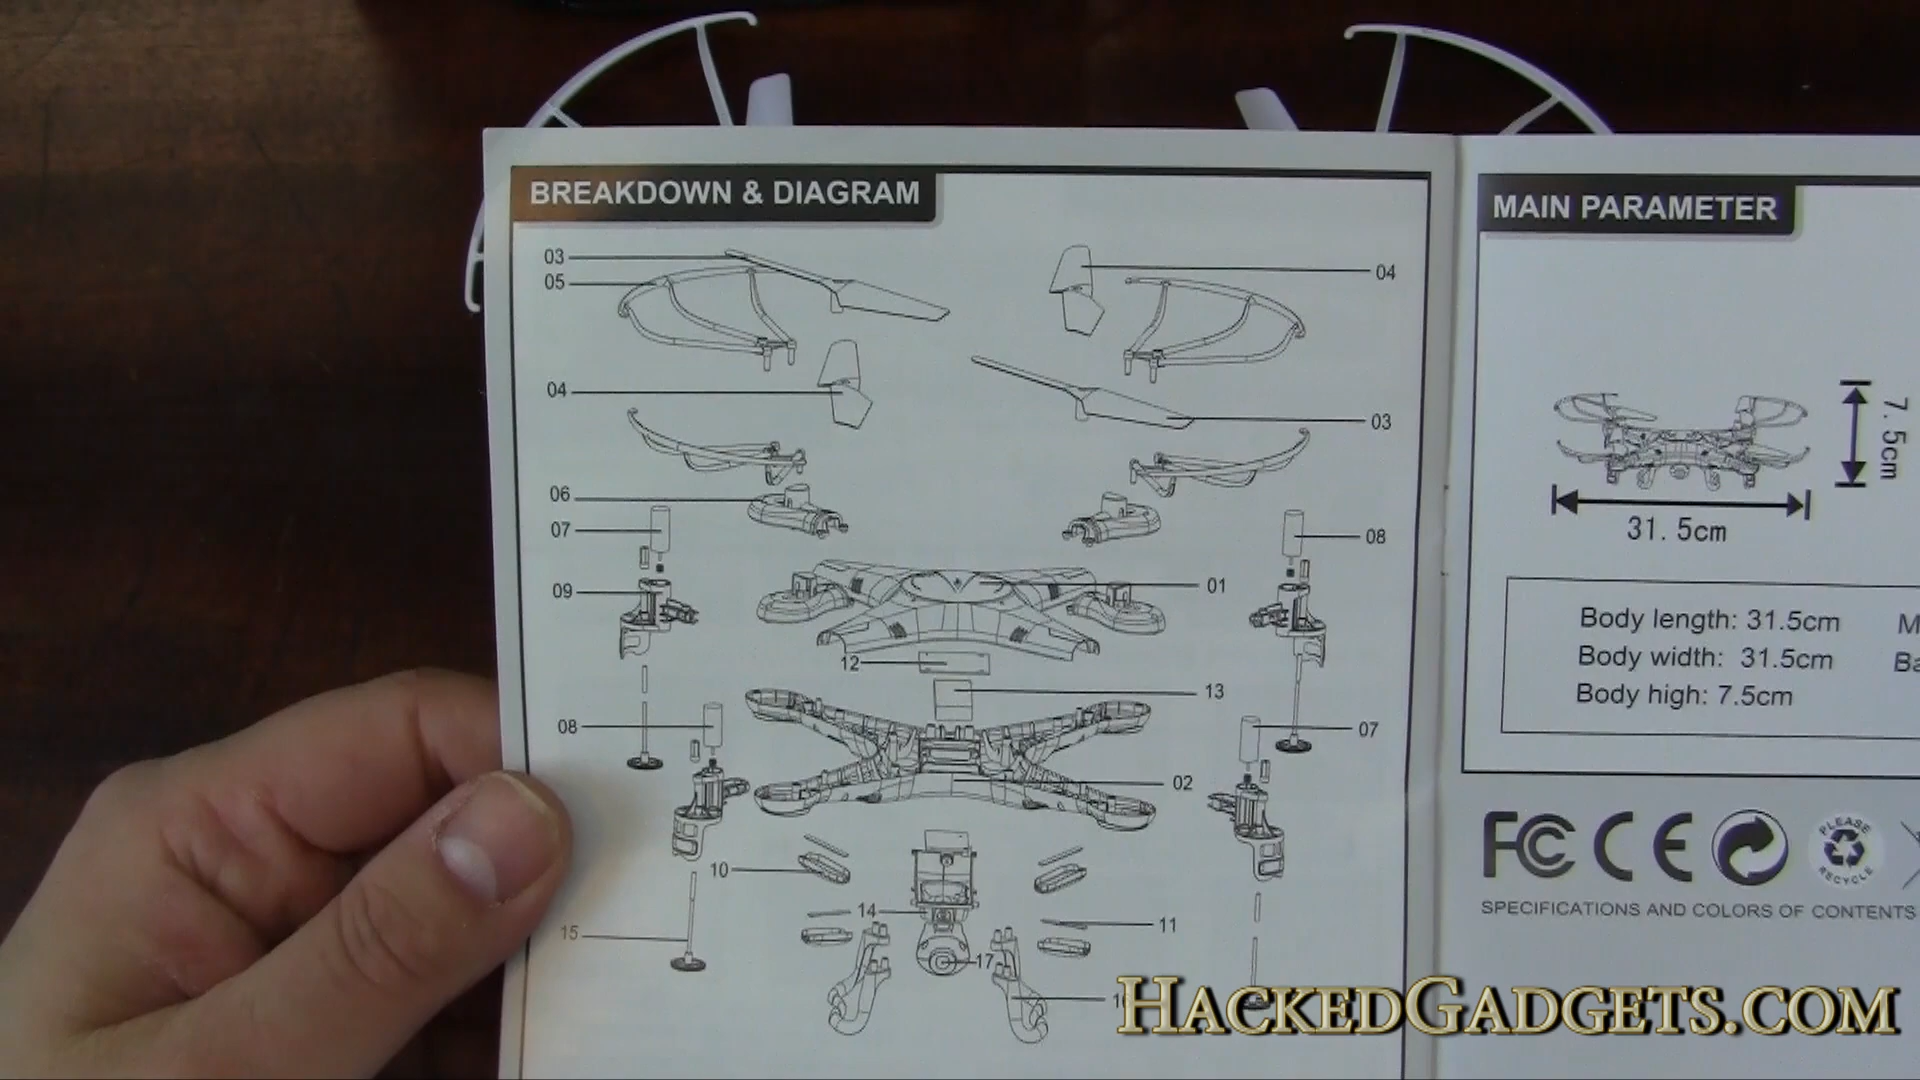 BREAKDOWN & DIAGRAM
03
05
04
04
03
06
07
08
09
01
12
13
08
07
02
10
14
11
15
17
MAIN PARAMETER
7.5cm
31.5cm
Body length: 31.5cm
Body width: 31.5cm
Body high: 7.5cm
FC CE
PLEASE RECYCLE
SPECIFICATIONS AND COLORS OF CONTENTS
HACKEDGADGETS.COM